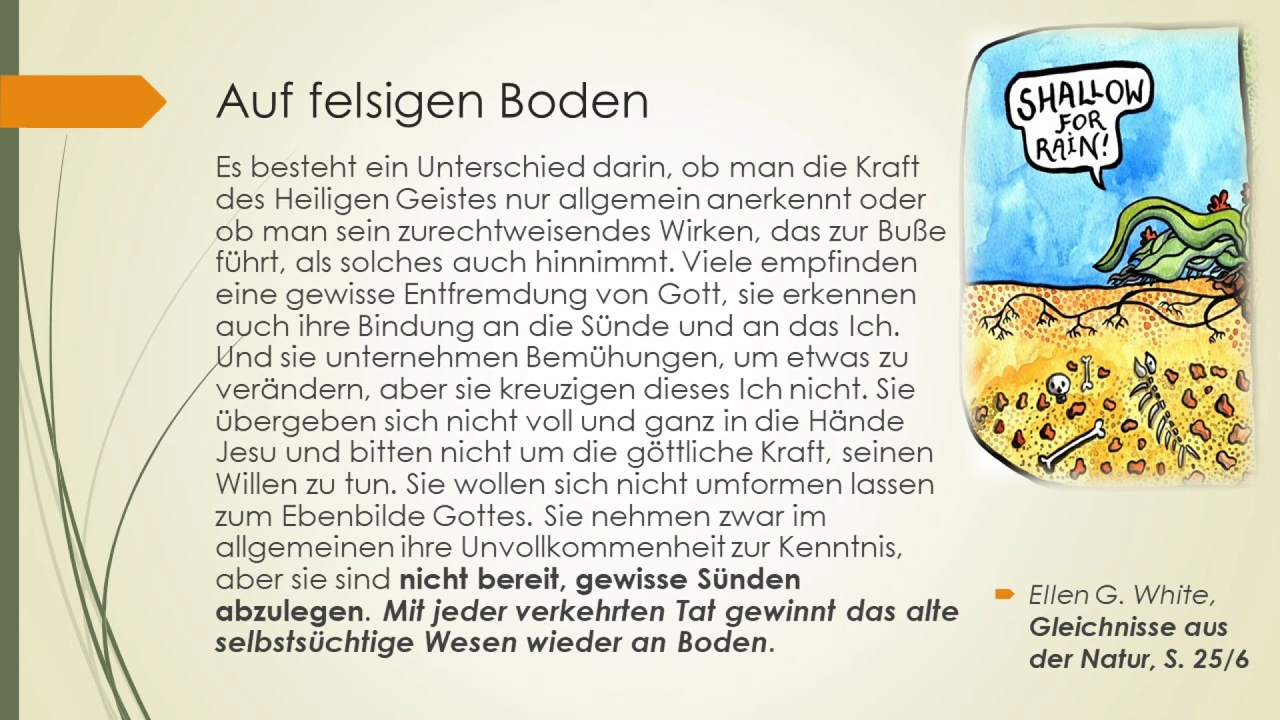 Auf felsigen Boden
Es besteht ein Unterschied darin, ob man die Kraft
des Heiligen Geistes nur allgemein anerkennt oder
ob man sein zurechtweisendes Wirken, das zur Buße
führt, als solches auch hinnimmt. Viele empfinden
eine gewisse Entfremdung von Gott, sie erkennen
auch ihre Bindung an die Sünde und an das Ich.
Und sie unternehmen Bemühungen, um etwas zu
verändern, aber sie kreuzigen dieses Ich nicht. Sie
übergeben sich nicht voll und ganz in die Hände
Jesu und bitten nicht um die göttliche Kraft, seinen
Willen zu tun. Sie wollen sich nicht umformen lassen
zum Ebenbilde Gottes. Sie nehmen zwar im
allgemeinen ihre Unvollkommenheit zur Kenntnis,
aber sie sind nicht bereit, gewisse Sünden
abzulegen. Mit jeder verkehrten Tat gewinnt das alte
selbstsüchtige Wesen wieder an Boden.
SHALLOW
FOR
RAIN!
Ellen G. White,
Gleichnisse aus
der Natur, S. 25/6